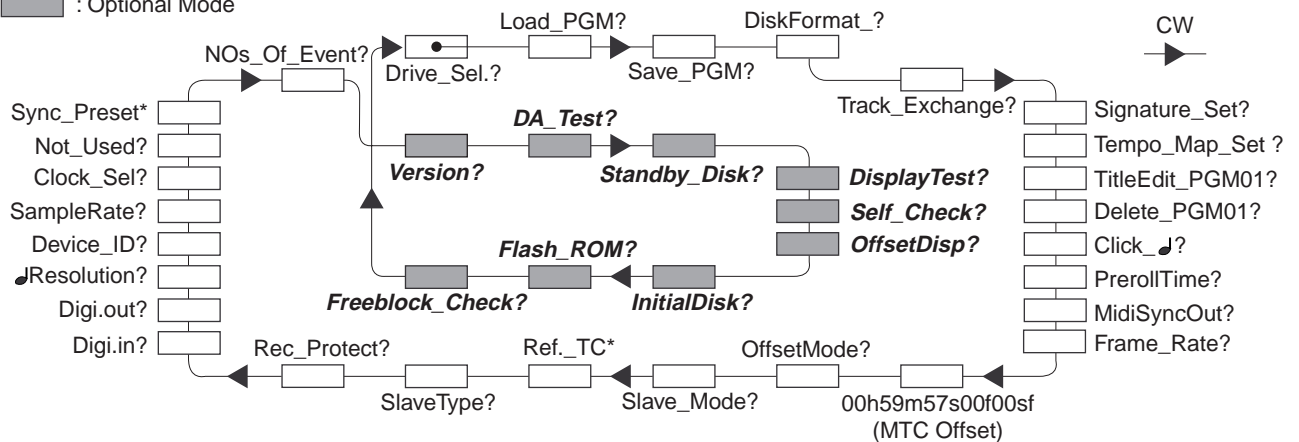 : Optional Mode
Load_PGM?
DiskFormat_?
CW
NOs_Of_Event?
Drive_Sel.?
Save_PGM?
Track_Exchange?
Sync_Preset*
Not_Used?
Clock_Sel?
SampleRate?
Device_ID?
♩Resolution?
Digi.out?
Digi.in?
DA_Test?
Version?
Standby_Disk?
DisplayTest?
Self_Check?
OffsetDisp?
Flash_ROM?
Freeblock_Check?
InitialDisk?
Signature_Set?
Tempo_Map_Set ?
TitleEdit_PGM01?
Delete_PGM01?
Click_♩?
PrerollTime?
MidiSyncOut?
Frame_Rate?
Rec_Protect?
Ref._TC*
OffsetMode?
SlaveType?
Slave_Mode?
00h59m57s00f00sf
(MTC Offset)